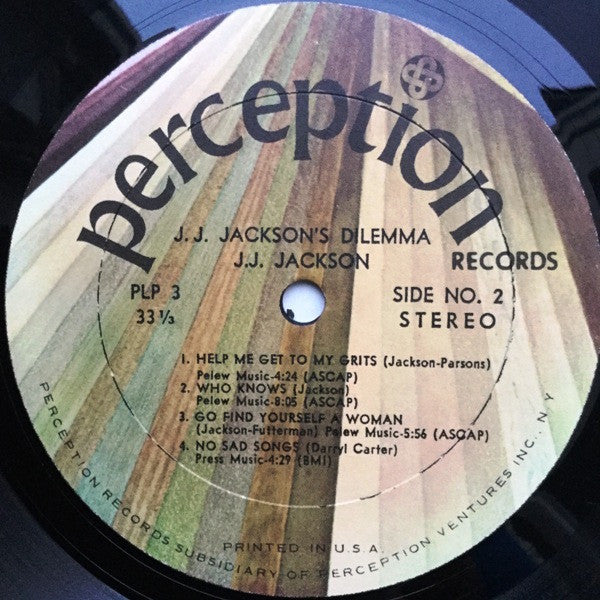 perception
RECORDS
J.J. JACKSON'S DILEMMA
J.J. JACKSON
PLP 3
33 1/3
SIDE NO. 2
STEREO
1. HELP ME GET TO MY GRITS (Jackson-Parsons)
Pelew Music-4:24 (ASCAP)
2. WHO KNOWS (Jackson)
Pelew Music-8:05 (ASCAP)
3. GO FIND YOURSELF A WOMAN
(Jackson-Futterman) Pelew Music-5:56 (ASCAP)
4. NO SAD SONGS (Darryl Carter)
Press Music-4:29 (BMI)
PRINTED IN U.S.A.
PERCEPTION RECORDS SUBSIDIARY OF PERCEPTION VENTURES INC., N.Y.